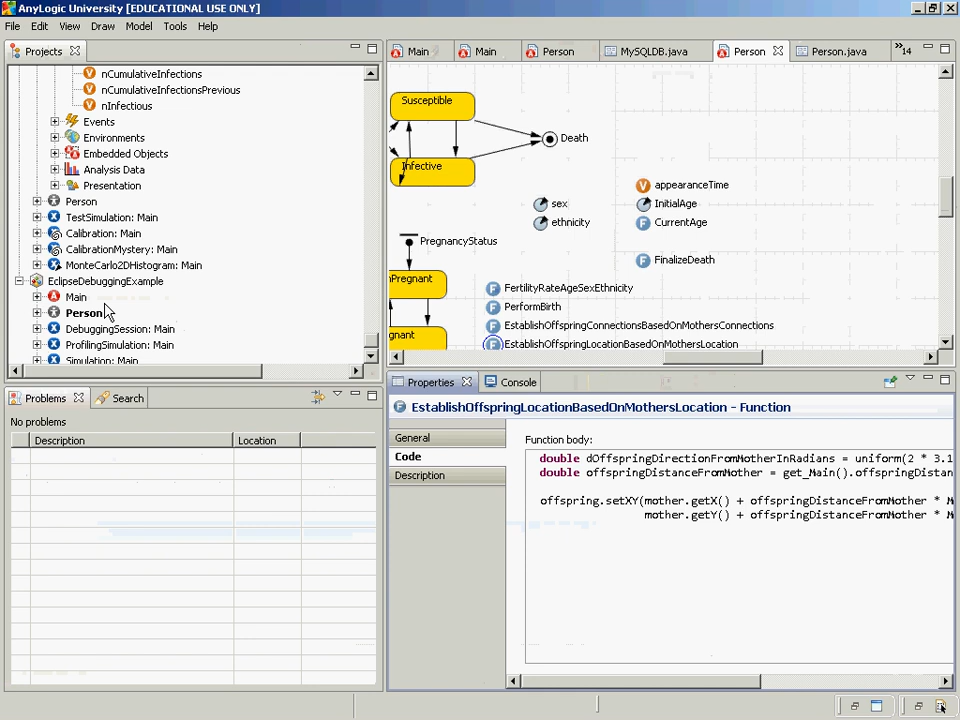 AnyLogic University [EDUCATIONAL USE ONLY]
File Edit View Draw Model Tools Help
Projects
nCumulativeInfections
nCumulativeInfectionsPrevious
nInfectious
Events
Environments
Embedded Objects
Analysis Data
Presentation
Person
TestSimulation: Main
Calibration: Main
CalibrationMystery: Main
MonteCarlo2DHistogram: Main
EclipseDebuggingExample
Main
Person
DebuggingSession: Main
ProfilingSimulation: Main
Simulation: Main
Main Main Person MySQLDB.java Person Person.java »14
Susceptible
Death
Infective
appearanceTime
sex InitialAge
ethnicity CurrentAge
PregnancyStatus
FinalizeDeath
nPregnant
FertilityRateAgeSexEthnicity
PerformBirth
EstablishOffspringConnectionsBasedOnMothersConnections
gnant
EstablishOffspringLocationBasedOnMothersLocation
Problems Search
No problems
Description Location
Properties Console
EstablishOffspringLocationBasedOnMothersLocation - Function
General
Code
Description
Function body:
double dOffspringDirectionFromMotherInRadians = uniform(2 * 3.1
double offspringDistanceFromMother = get_Main().offspringDistan
offspring.setXY(mother.getX() + offspringDistanceFromMother * M
mother.getY() + offspringDistanceFromMother * M